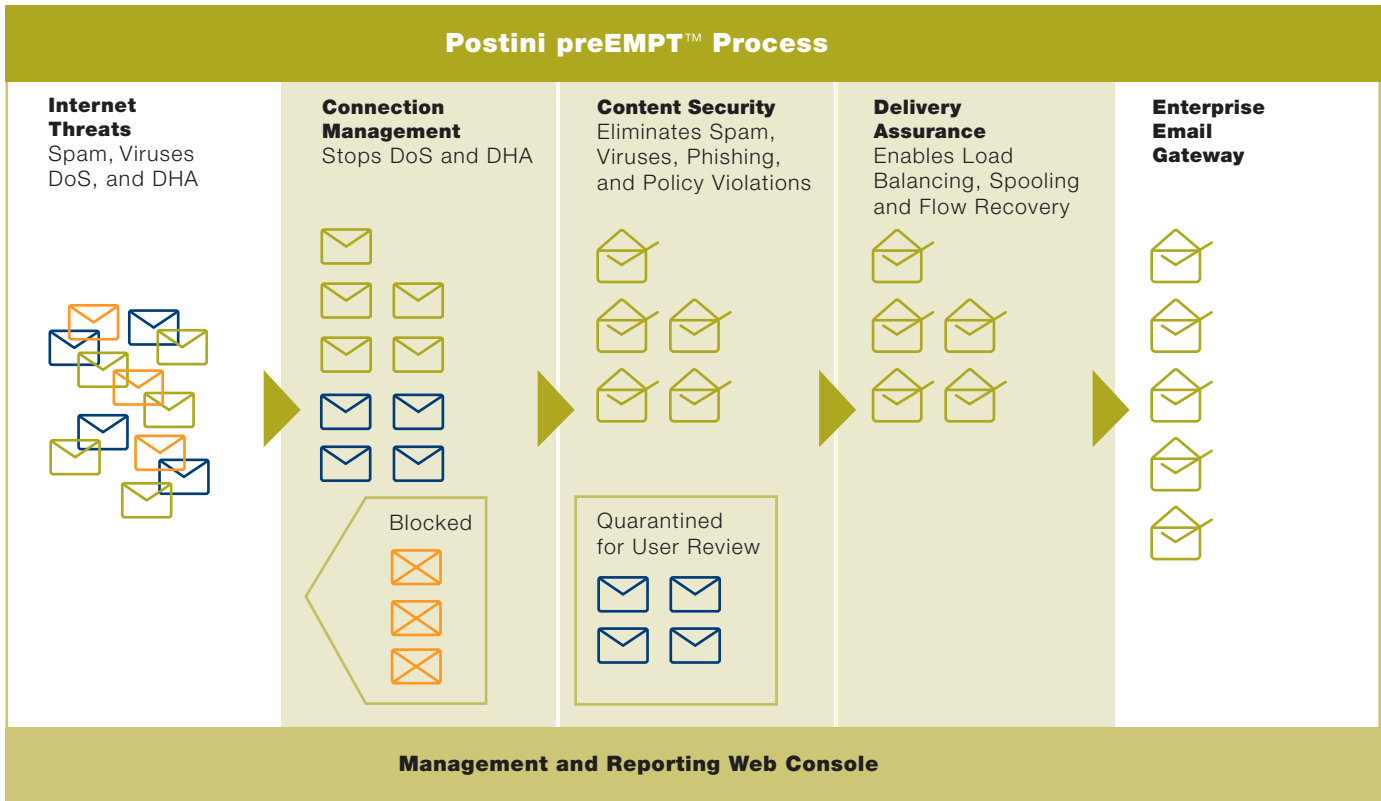 Postini preEMPT™ Process
Internet
Threats
Spam, Viruses
DoS, and DHA
Connection
Management
Stops DoS and DHA
Content Security
Eliminates Spam,
Viruses, Phishing,
and Policy Violations
Delivery
Assurance
Enables Load
Balancing, Spooling
and Flow Recovery
Enterprise
Email
Gateway
Blocked
Quarantined
for User Review
Management and Reporting Web Console